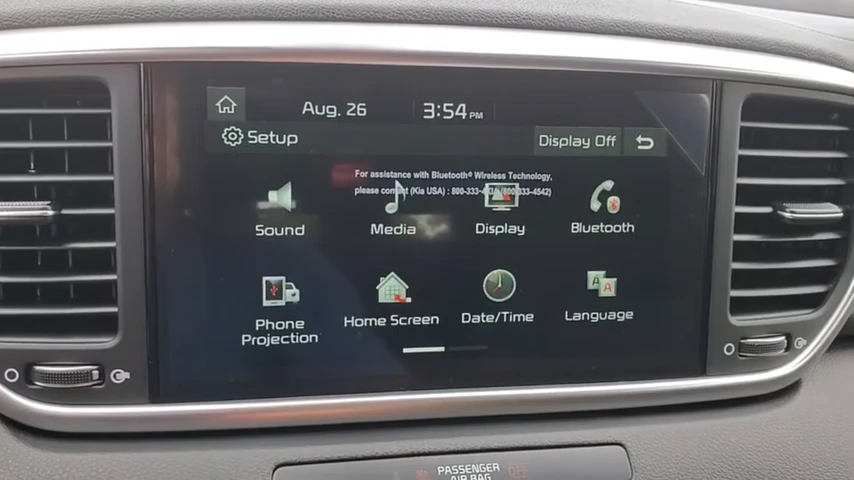 Aug. 26 3:54 PM
Setup Display Off
For assistance with Bluetooth® Wireless Technology,
please contact (Kia USA) : 800-333- (800-333-4542)
Sound Media Display Bluetooth
A A
Phone Projection Home Screen Date/Time Language
PASSENGER
AIR BAG OFF